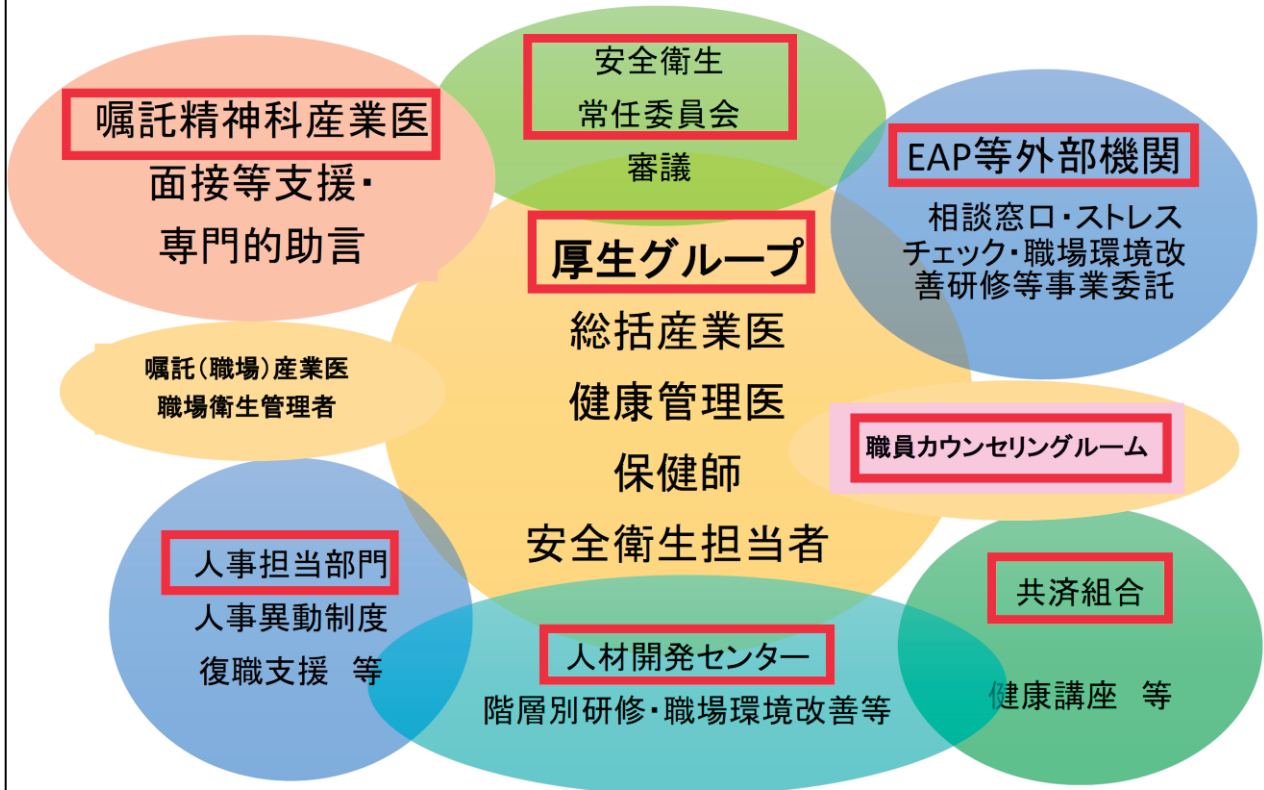 嘱託精神科産業医
面接等支援・
専門的助言
安全衛生
常任委員会
審議
EAP等外部機関
相談窓口・ストレス
チェック・職場環境改
善研修等事業委託
厚生グループ
総括産業医
健康管理医
保健師
安全衛生担当者
嘱託(職場)産業医
職場衛生管理者
職員カウンセリングルーム
人事担当部門
人事異動制度
復職支援 等
人材開発センター
階層別研修・職場環境改善等
共済組合
健康講座 等